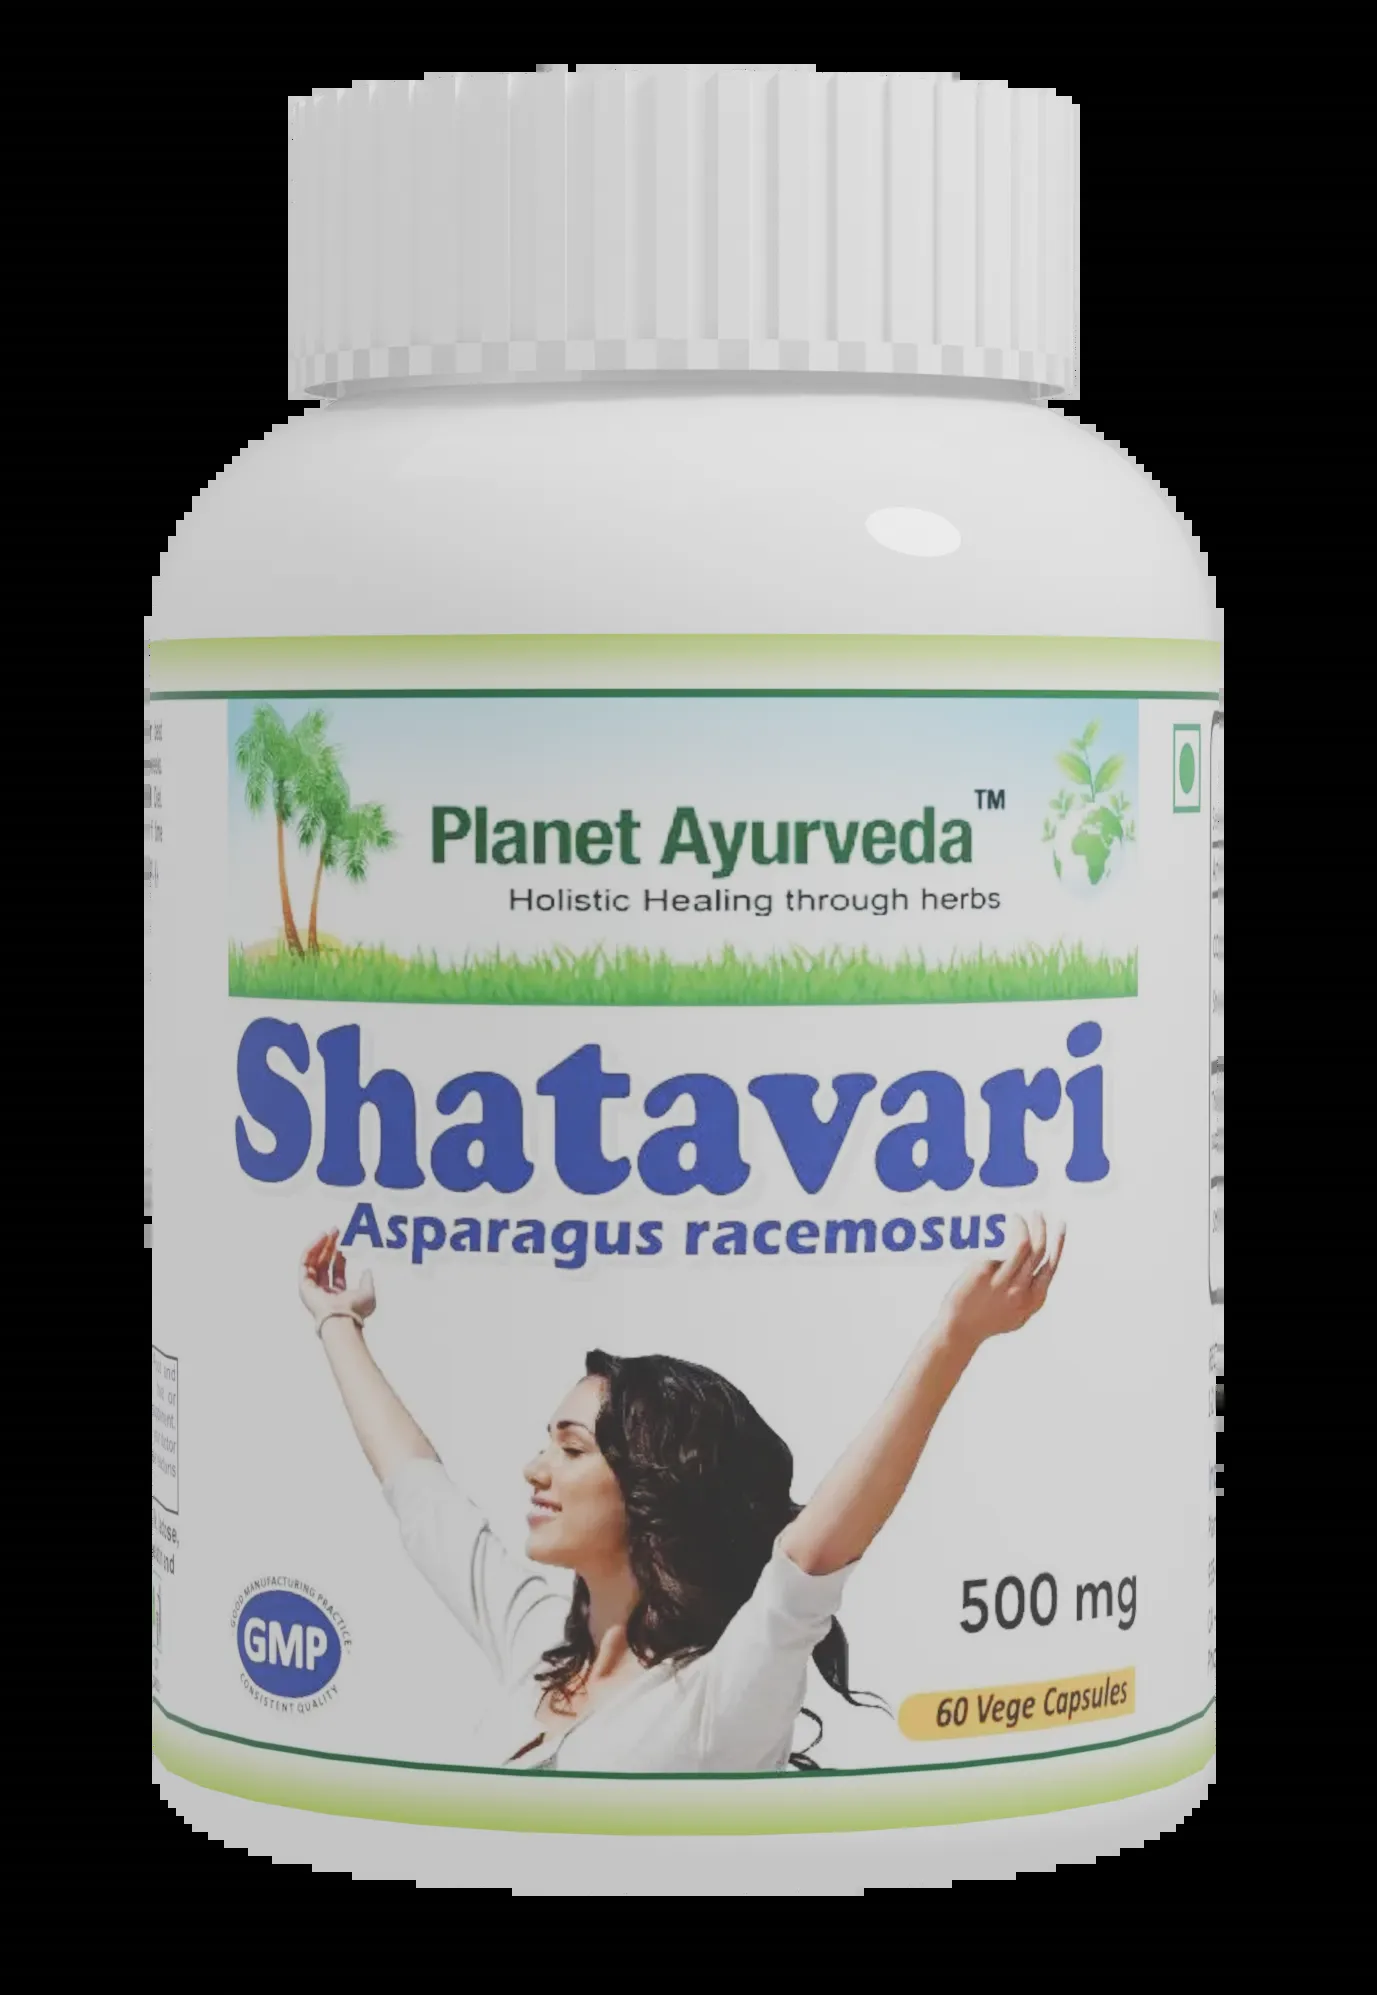 Planet Ayurveda™
Holistic Healing through herbs
Shatavari
Asparagus racemosus
GOOD MANUFACTURING PRACTICE
GMP
CONSISTENT QUALITY
500 mg
60 Vege Capsules